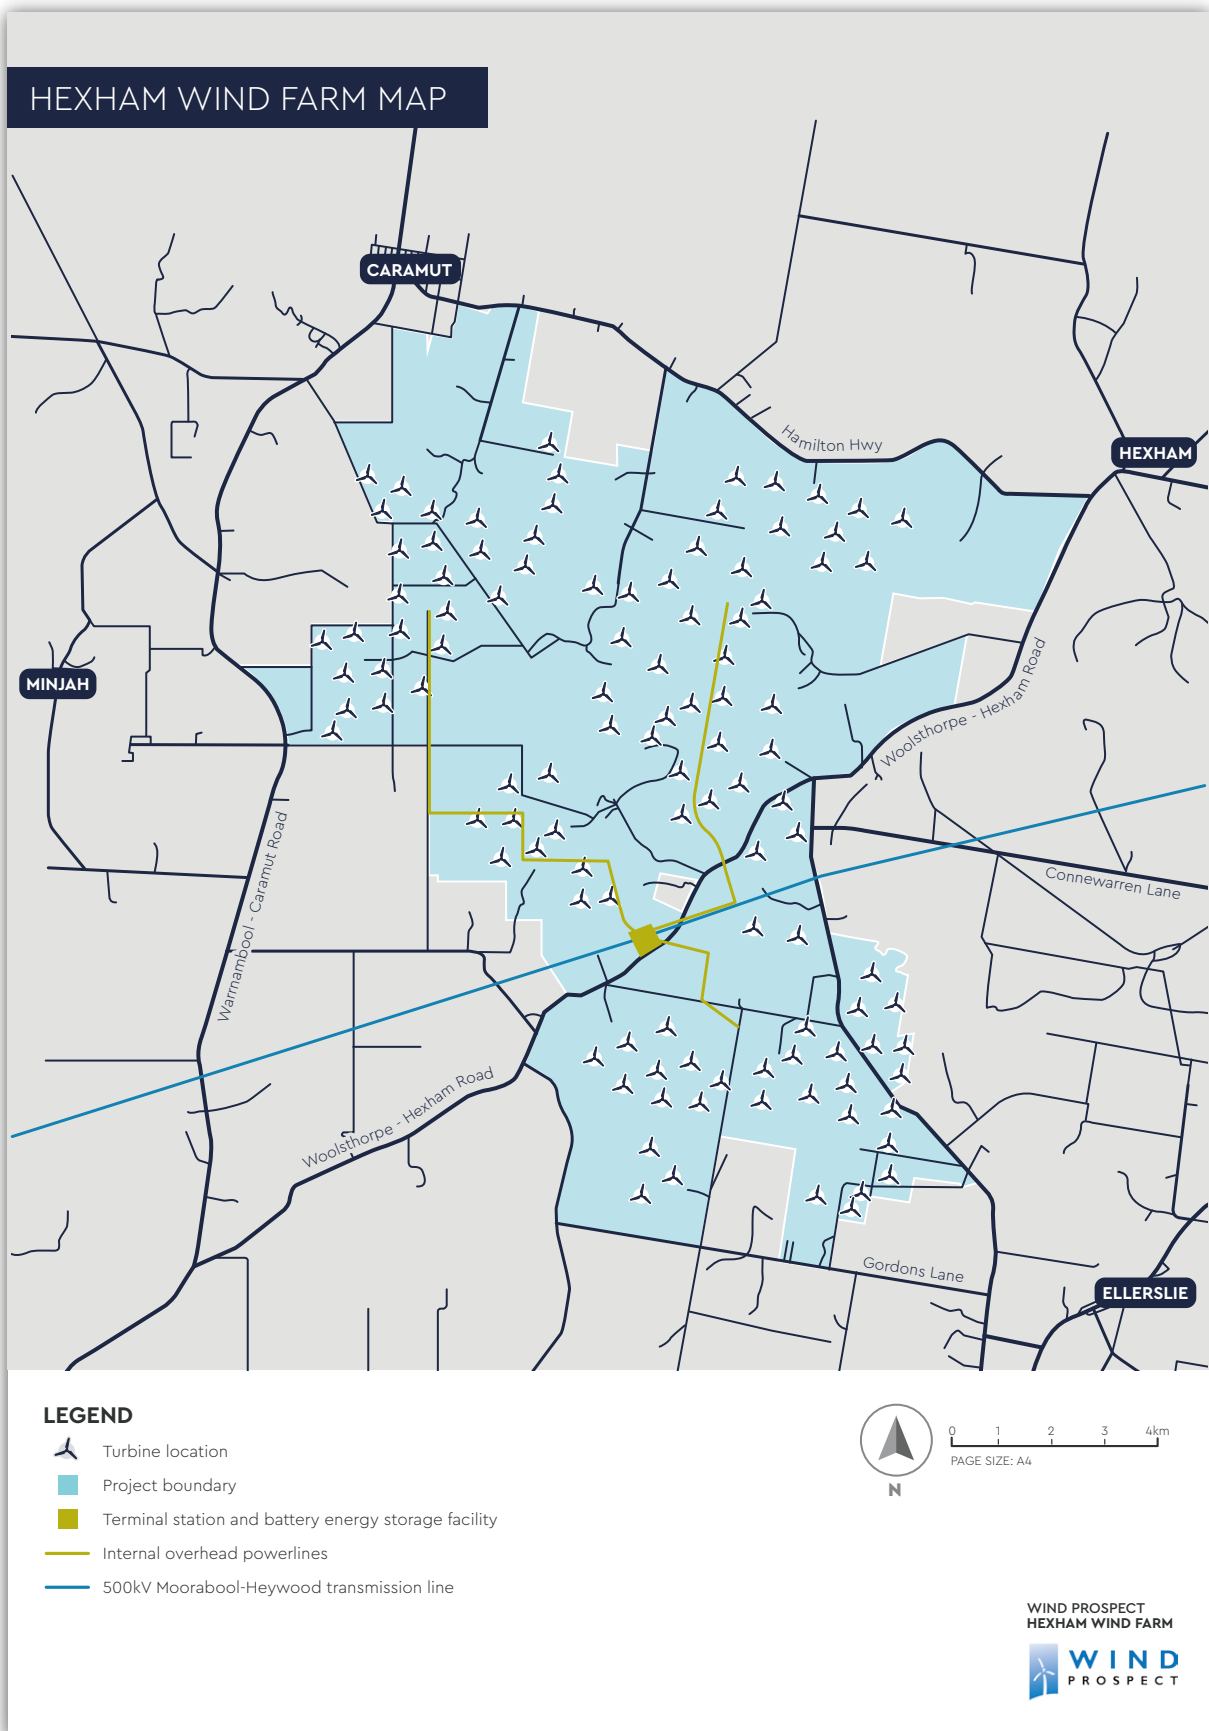 HEXHAM WIND FARM MAP
CARAMUT
Hamilton Hwy
HEXHAM
MINJAH
Woolsthorpe - Hexham Road
Warrnambool - Caramut Road
Connewarren Lane
Woolsthorpe - Hexham Road
Gordons Lane
ELLERSLIE
LEGEND
Turbine location
Project boundary
Terminal station and battery energy storage facility
Internal overhead powerlines
500kV Moorabool-Heywood transmission line
N
0 1 2 3 4km
PAGE SIZE: A4
WIND PROSPECT
HEXHAM WIND FARM
WIND
PROSPECT